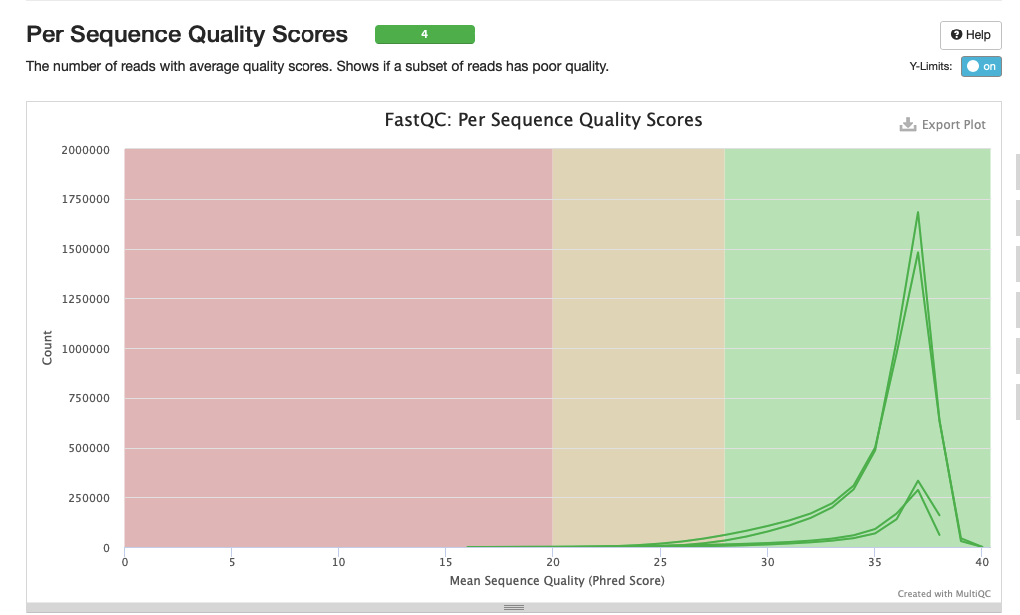 Per Sequence Quality Scores
4
Help
The number of reads with average quality scores. Shows if a subset of reads has poor quality.
Y-Limits:
on
FastQC: Per Sequence Quality Scores
Export Plot
2000000
1750000
1500000
1250000
1000000
750000
500000
250000
0
Count
0 5 10 15 20 25 30 35 40
Mean Sequence Quality (Phred Score)
Created with MultiQC